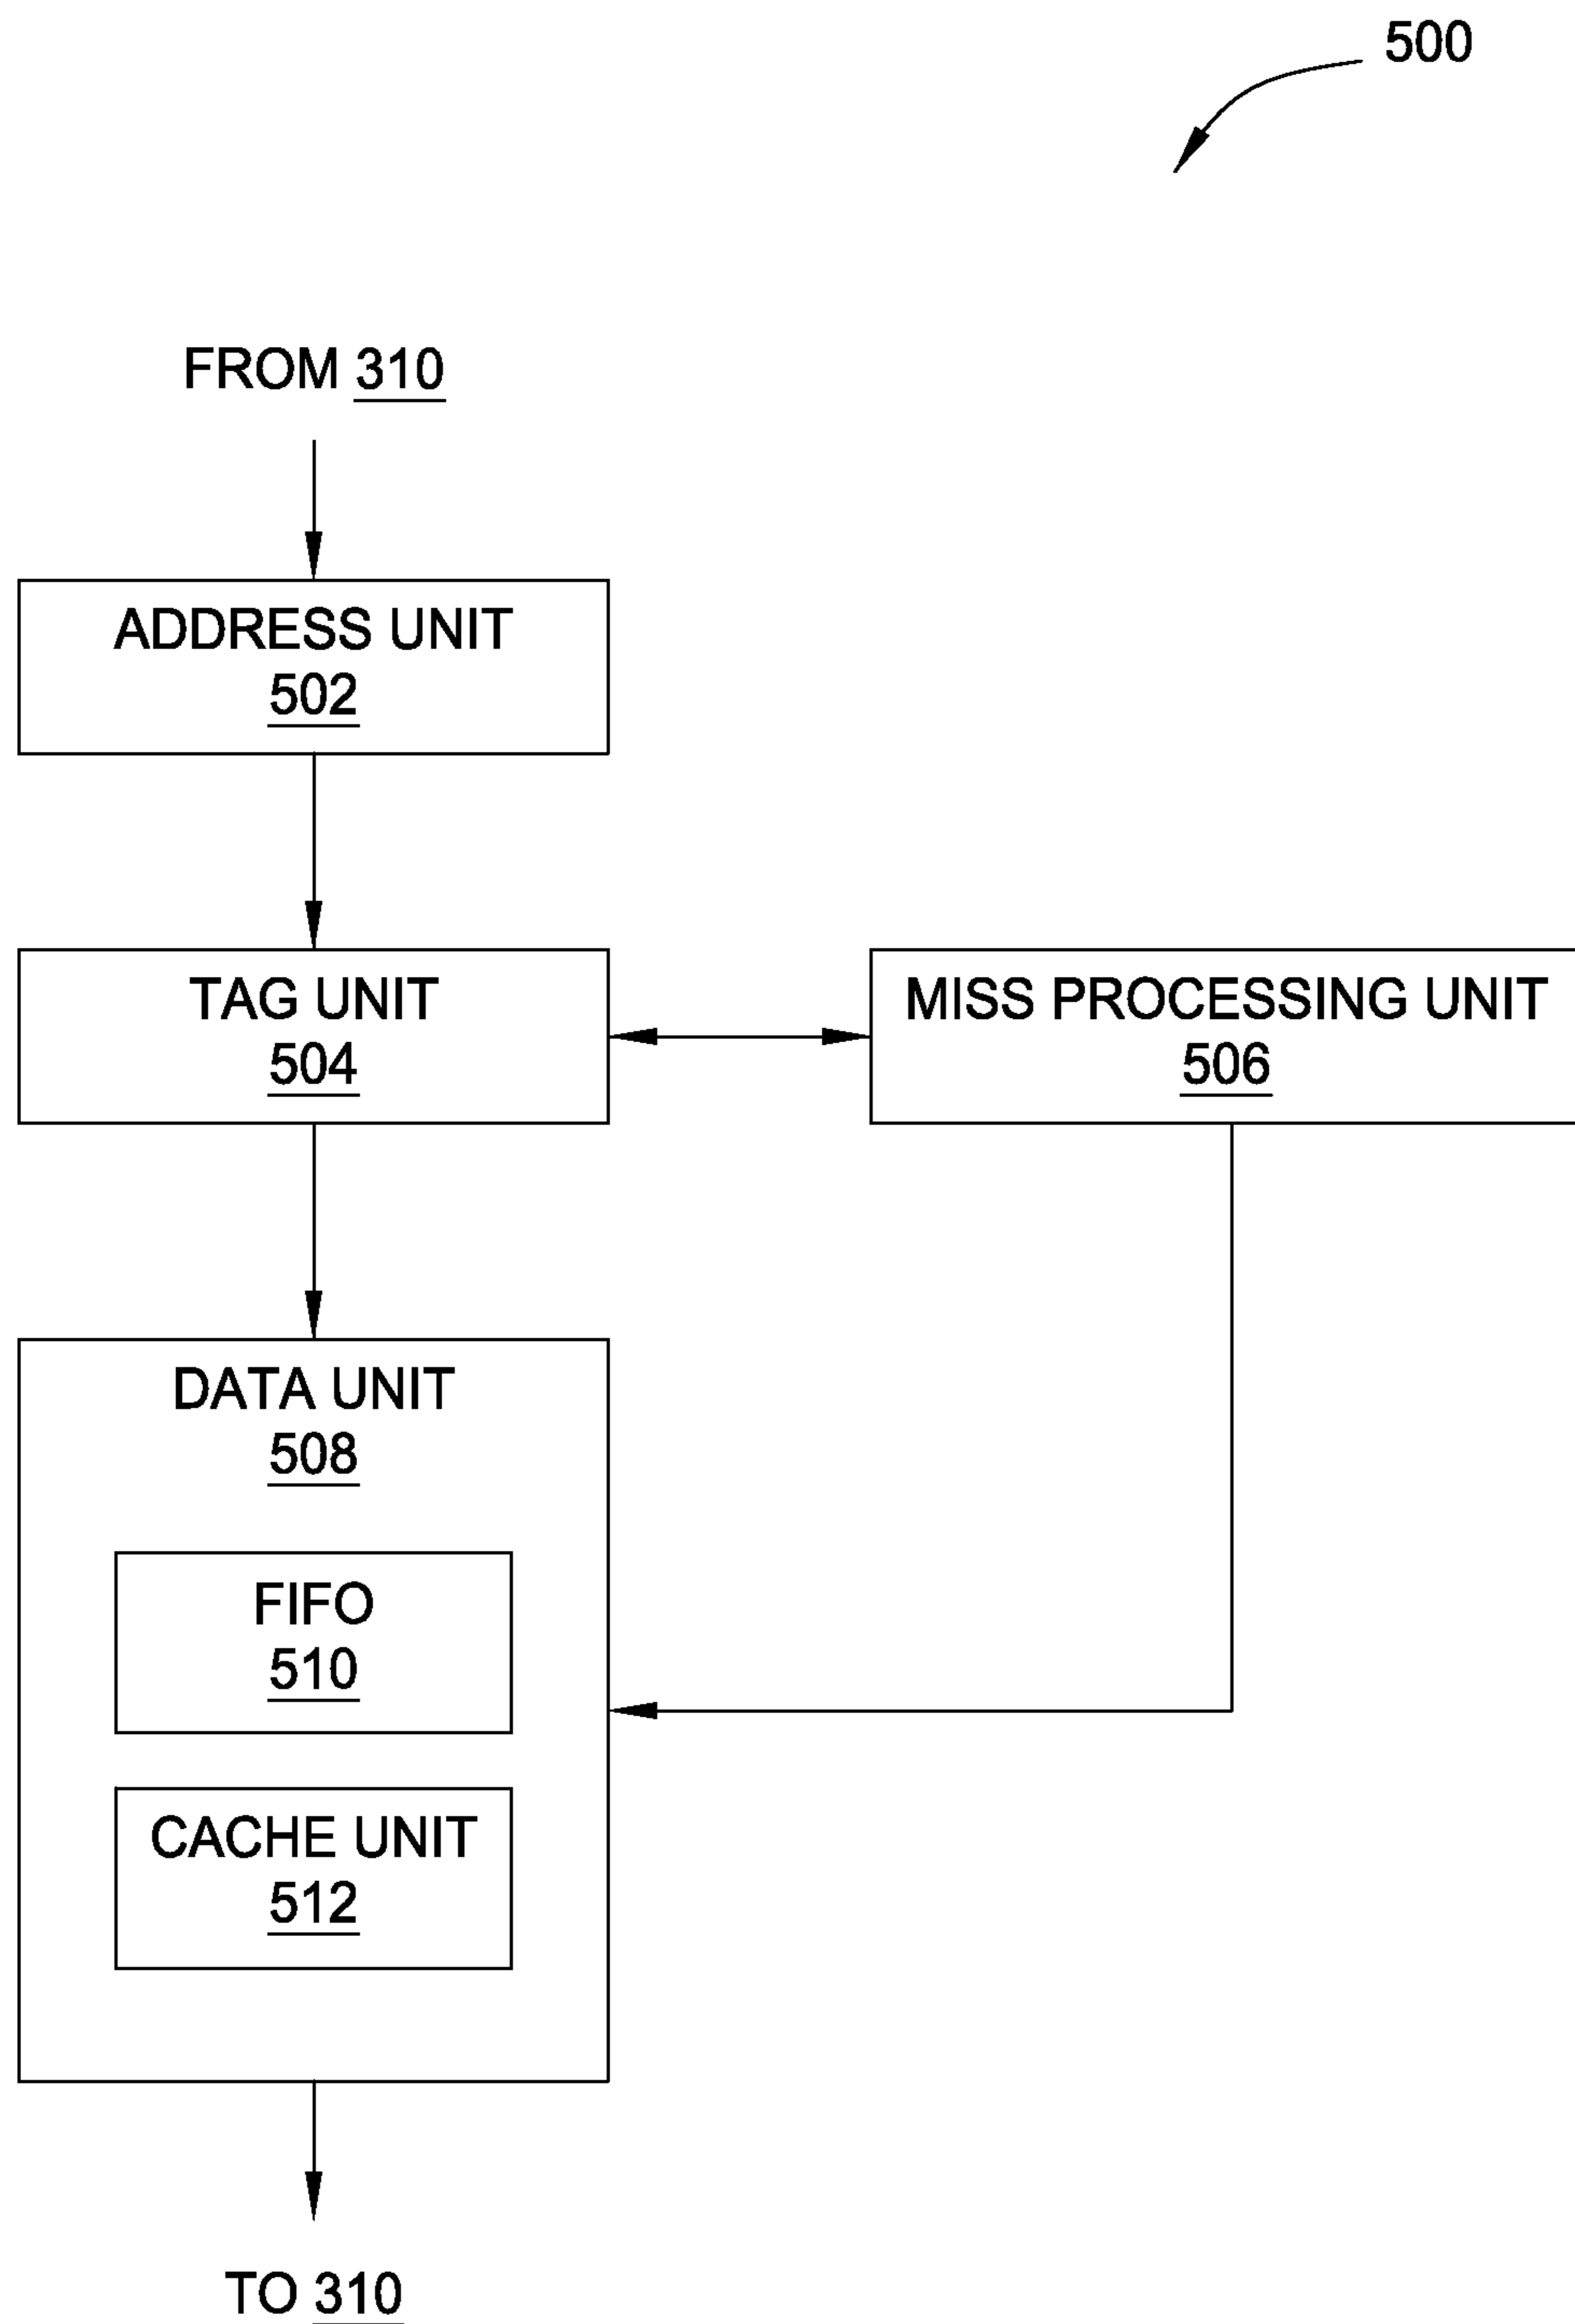 500
FROM 310
ADDRESS UNIT
502
TAG UNIT
504
MISS PROCESSING UNIT
506
DATA UNIT
508
FIFO
510
CACHE UNIT
512
TO 310